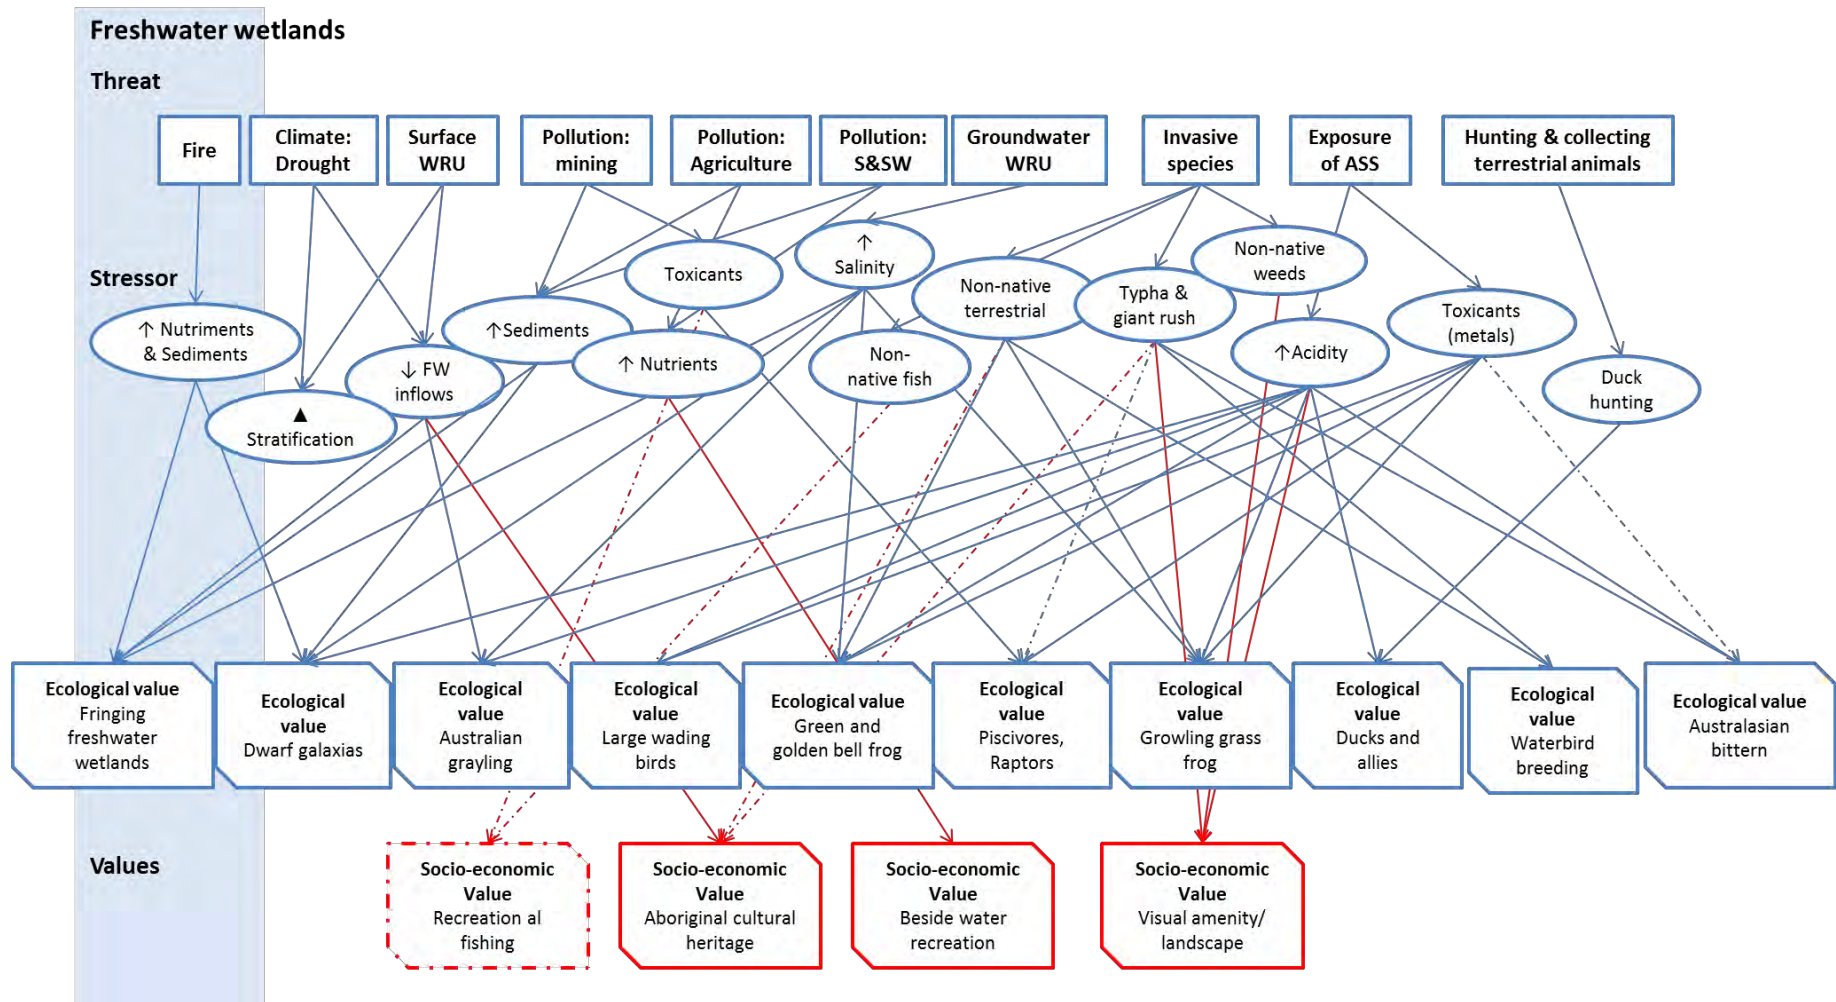 Freshwater wetlands
Threat
Fire
Climate:
Drought
Surface
WRU
Pollution:
mining
Pollution:
Agriculture
Pollution:
S&SW
Groundwater
WRU
Invasive
species
Exposure
of ASS
Hunting & collecting
terrestrial animals
Stressor
↑ Nutriments
& Sediments
▲
Stratification
↓ FW
inflows
↑Sediments
Toxicants
↑ Nutrients
↑
Salinity
Non-
native fish
Non-native
terrestrial
Typha &
giant rush
Non-native
weeds
↑Acidity
Toxicants
(metals)
Duck
hunting
Ecological value
Fringing
freshwater
wetlands
Ecological
value
Dwarf galaxias
Ecological
value
Australian
grayling
Ecological
value
Large wading
birds
Ecological value
Green and
golden bell frog
Ecological
value
Piscivores,
Raptors
Ecological
value
Growling grass
frog
Ecological
value
Ducks and
allies
Ecological
value
Waterbird
breeding
Ecological value
Australasian
bittern
Values
Socio-economic
Value
Recreation al
fishing
Socio-economic
Value
Aboriginal cultural
heritage
Socio-economic
Value
Beside water
recreation
Socio-economic
Value
Visual amenity/
landscape